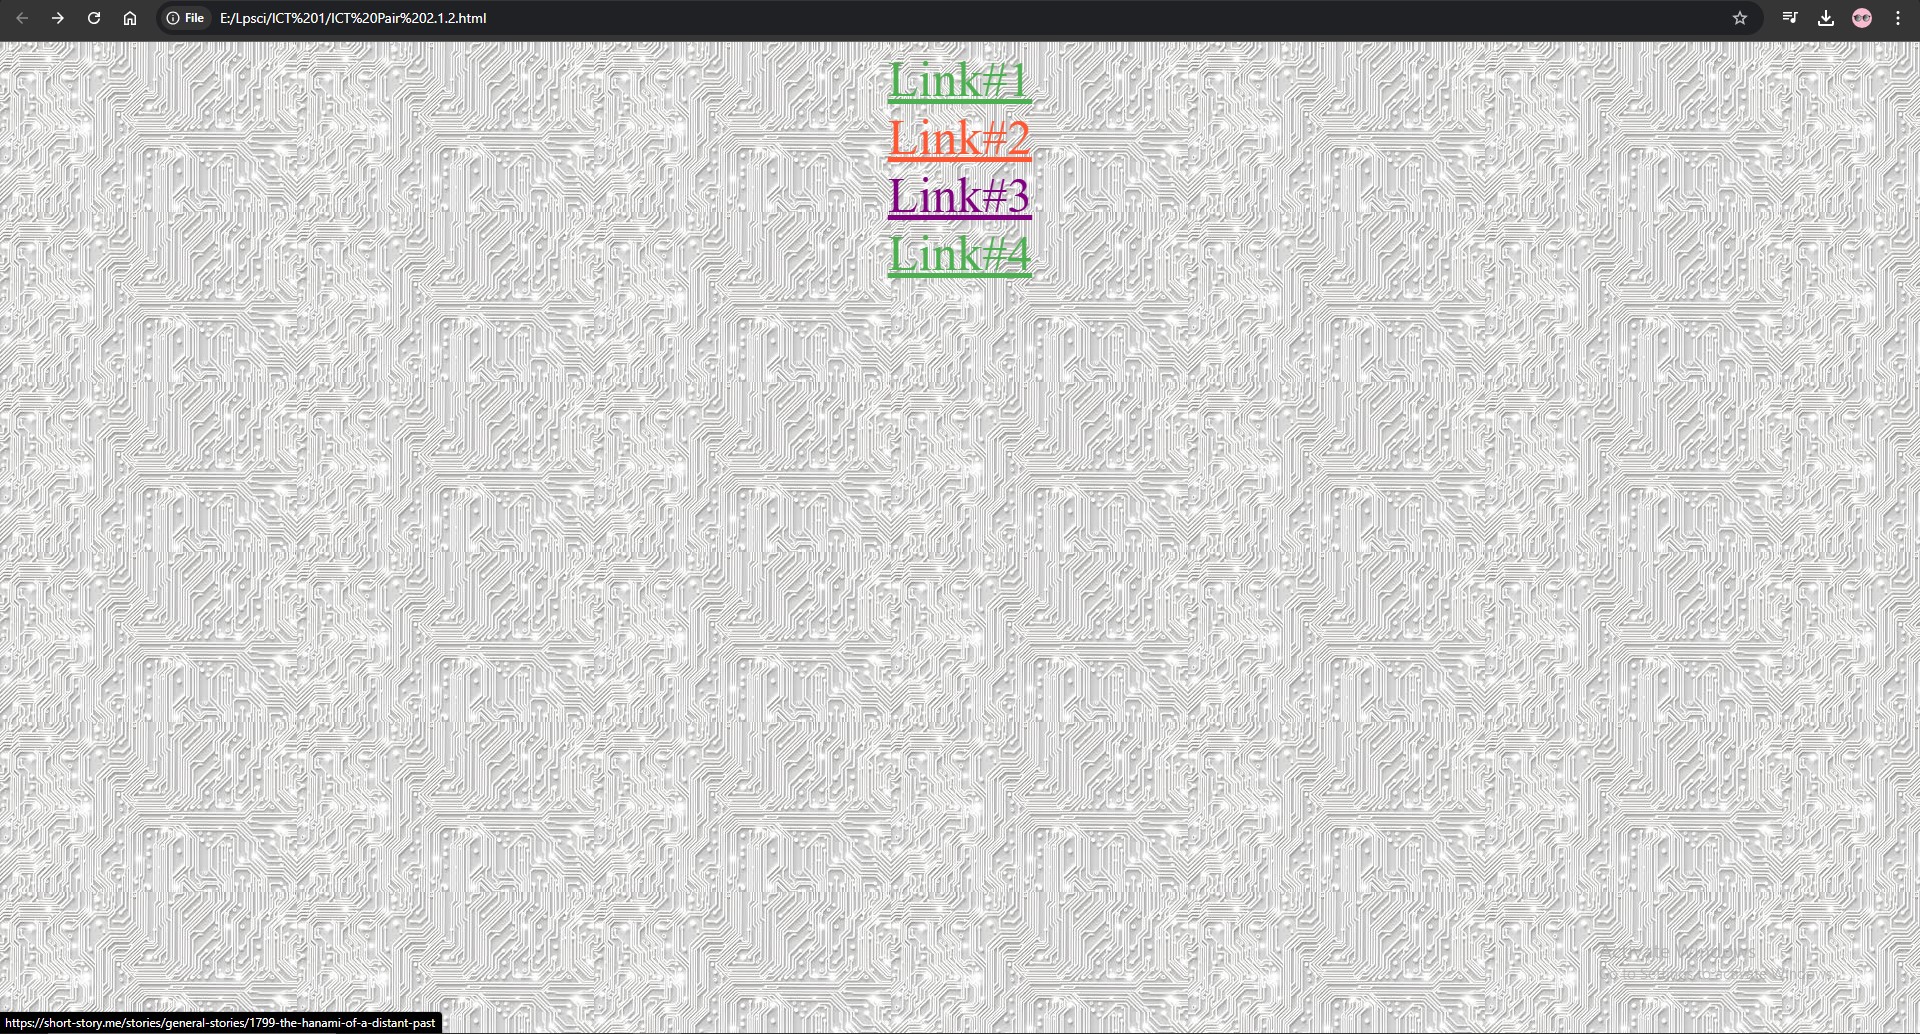 File E:/Lpsci/ICT%201/ICT%20Pair%202.1.2.html
Link#1
Link#2
Link#3
Link#4
Activate Windows
Go to Settings to activate Windows.
https://short-story.me/stories/general-stories/1799-the-hanami-of-a-distant-past